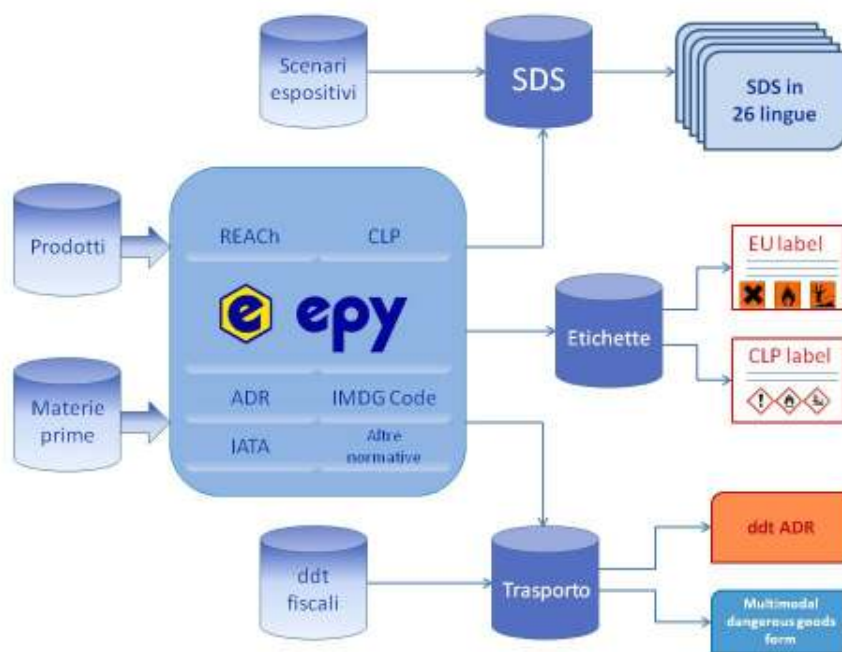 Scenari
espositivi
SDS
SDS in
26 lingue
Prodotti
REACh
CLP
e epy
Materie
prime
ADR
IMDG Code
IATA
Altre
normative
Etichette
EU label
CLP label
!
ddt
fiscali
Trasporto
ddt ADR
Multimodal
dangerous goods
form